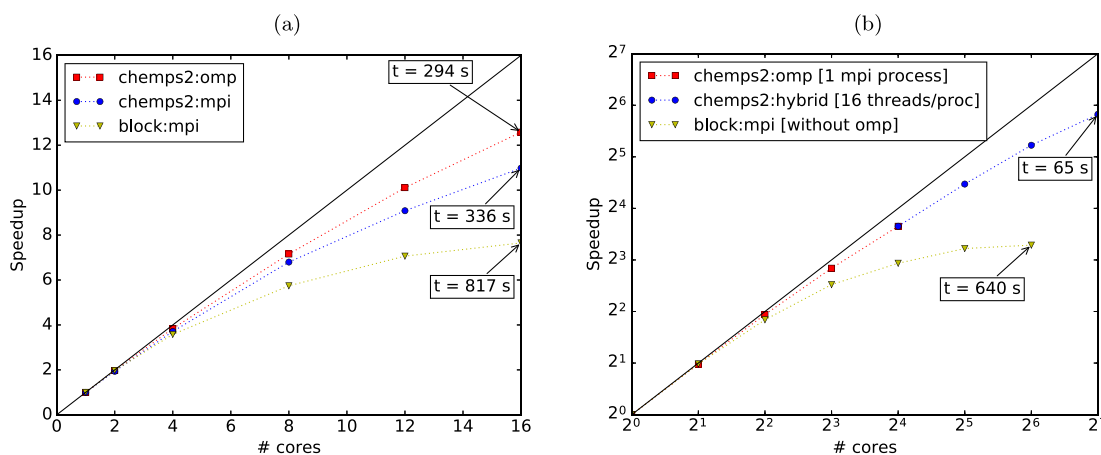 (a)
16
14
12
10
8
6
4
2
0
Speedup
chemps2:omp
chemps2:mpi
block:mpi
t = 294 s
t = 336 s
t = 817 s
0 2 4 6 8 10 12 14 16
# cores
(b)
2⁷
2⁶
2⁵
2⁴
2³
2²
2¹
2⁰
Speedup
chemps2:omp [1 mpi process]
chemps2:hybrid [16 threads/proc]
block:mpi [without omp]
t = 65 s
t = 640 s
2⁰ 2¹ 2² 2³ 2⁴ 2⁵ 2⁶ 2⁷
# cores